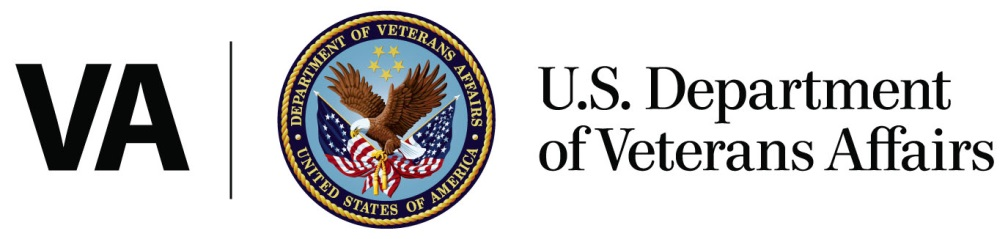 VA
DEPARTMENT OF VETERANS AFFAIRS
UNITED STATES OF AMERICA
U.S. Department
of Veterans Affairs